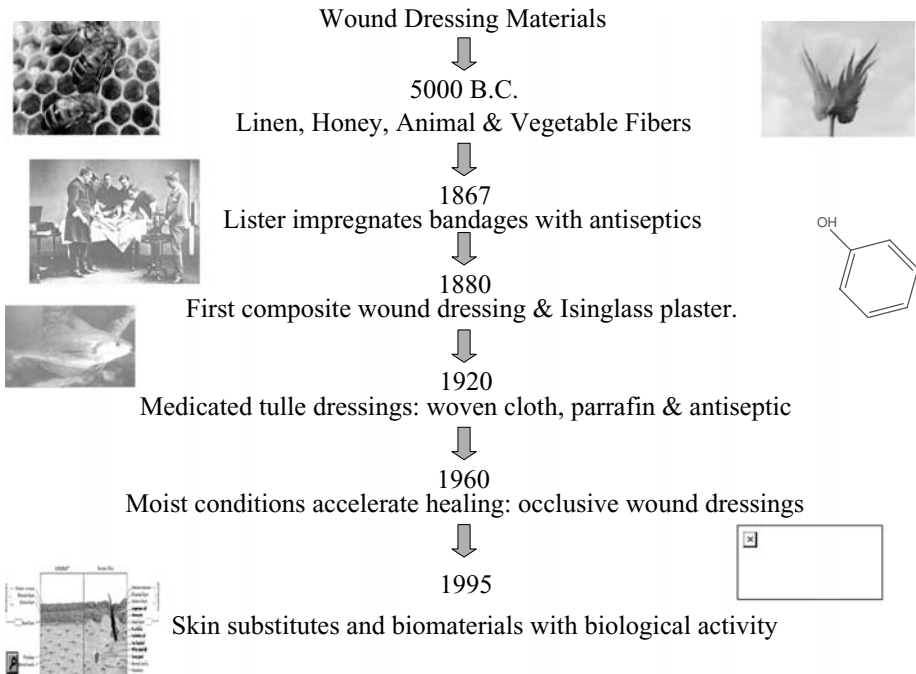 Wound Dressing Materials
5000 B.C.
Linen, Honey, Animal & Vegetable Fibers
1867
Lister impregnates bandages with antiseptics
OH
1880
First composite wound dressing & Isinglass plaster.
1920
Medicated tulle dressings: woven cloth, parrafin & antiseptic
1960
Moist conditions accelerate healing: occlusive wound dressings
1995
Skin substitutes and biomaterials with biological activity